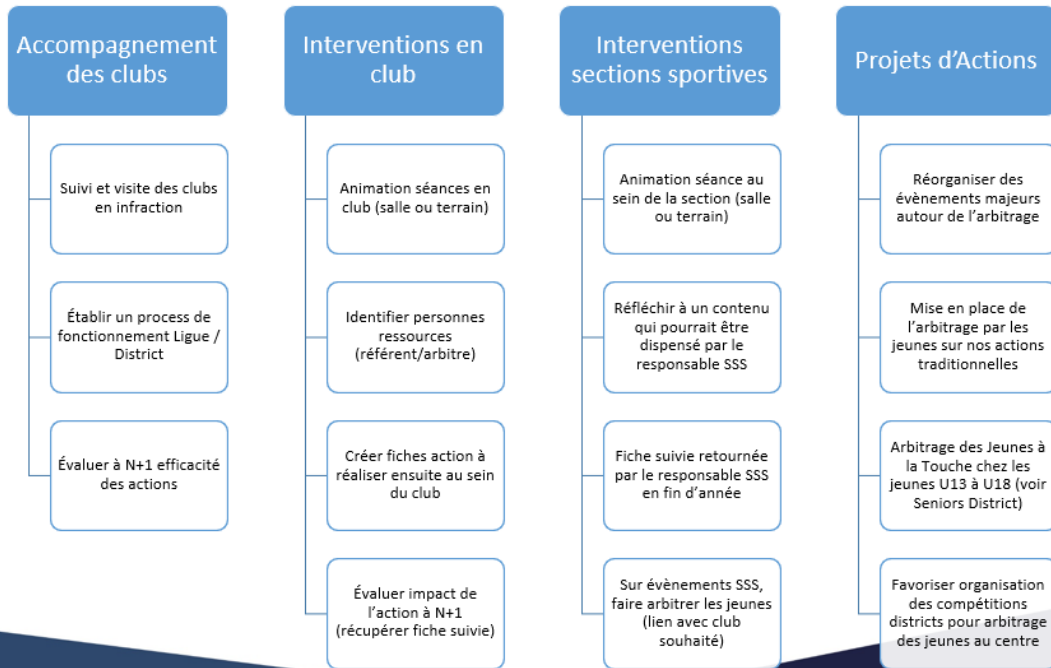 Accompagnement
des clubs
Suivi et visite des clubs
en infraction
Établir un process de
fonctionnement Ligue /
District
Évaluer à N+1 efficacité
des actions
Interventions en
club
Animation séances en
club (salle ou terrain)
Identifier personnes
ressources
(référent/arbitre)
Créer fiches action à
réaliser ensuite au sein
du club
Évaluer impact de
l’action à N+1
(récupérer fiche suivie)
Interventions
sections sportives
Animation séance au
sein de la section (salle
ou terrain)
Réfléchir à un contenu
qui pourrait être
dispensé par le
responsable SSS
Fiche suivie retournée
par le responsable SSS
en fin d’année
Sur évènements SSS,
faire arbitrer les jeunes
(lien avec club
souhaité)
Projets d’Actions
Réorganiser des
évènements majeurs
autour de l’arbitrage
Mise en place de
l’arbitrage par les
jeunes sur nos actions
traditionnelles
Arbitrage des Jeunes à
la Touche chez les
jeunes U13 à U18 (voir
Seniors District)
Favoriser organisation
des compétitions
districts pour arbitrage
des jeunes au centre